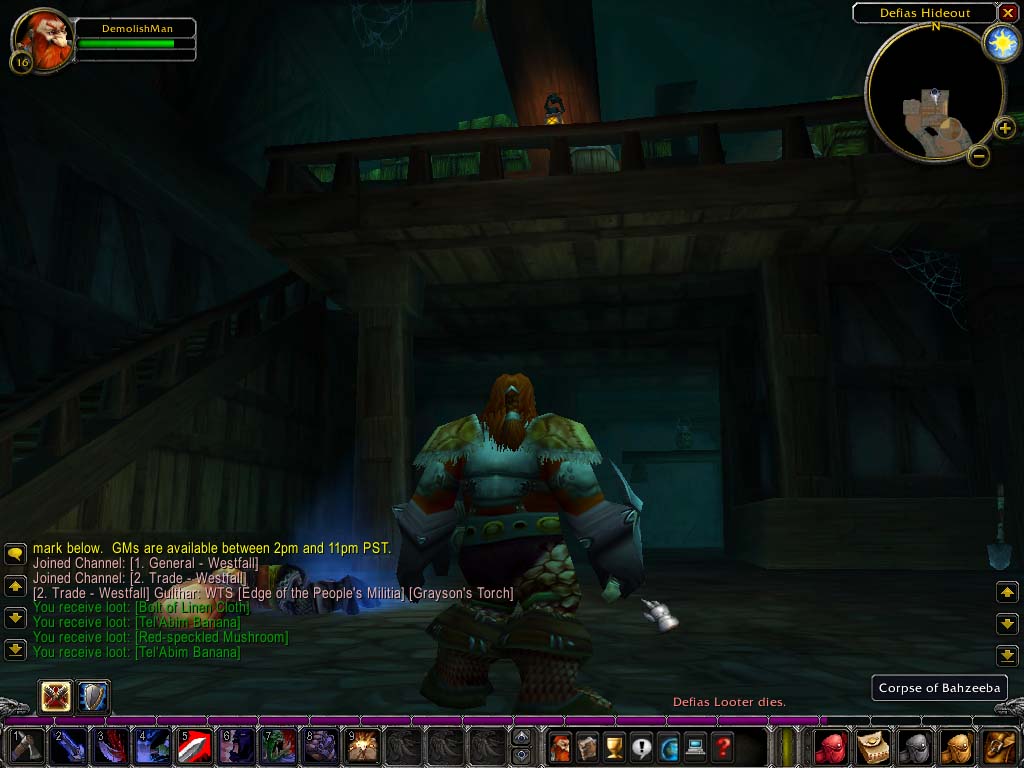 DemolishMan
16
Defias Hideout
N
mark below. GMs are available between 2pm and 11pm PST.
Joined Channel: [1. General - Westfall]
Joined Channel: [2. Trade - Westfall]
[2. Trade - Westfall] Gulthar: WTS [Edge of the People's Militia] [Grayson's Torch]
You receive loot: [Bolt of Linen Cloth]
You receive loot: [Tel'Abim Banana]
You receive loot: [Red-speckled Mushroom]
You receive loot: [Tel'Abim Banana]
Corpse of Bahzeeba
Defias Looter dies.
1 2 3 4 5 6 7 8 9